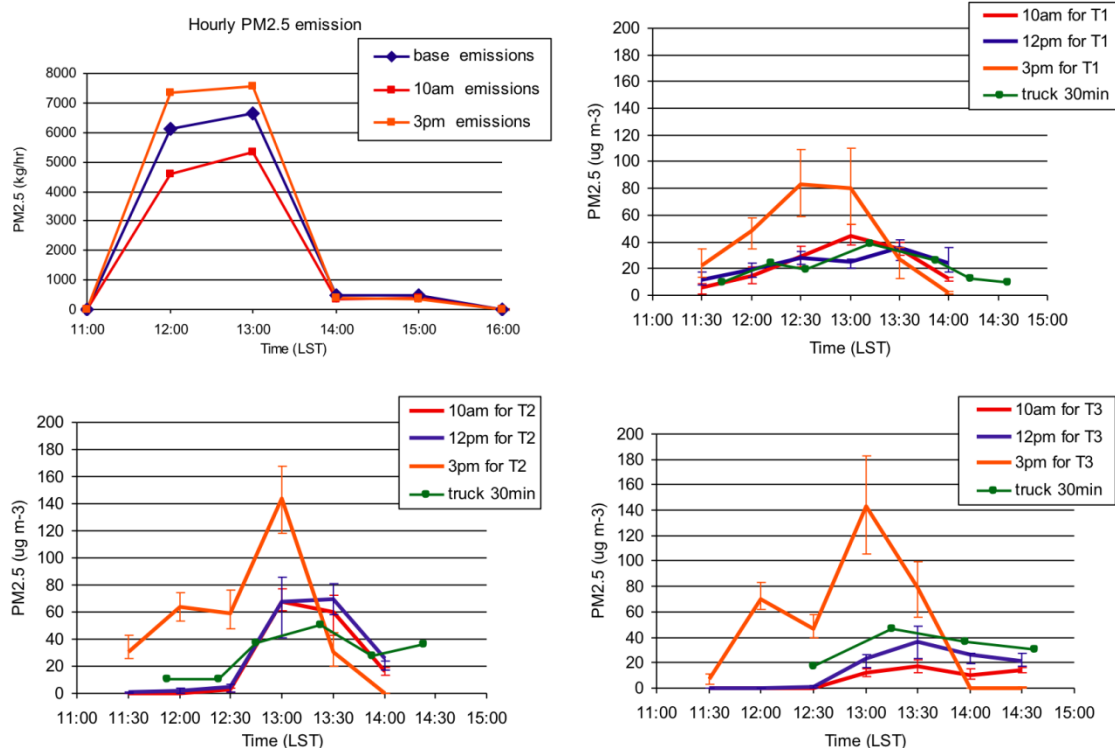 Hourly PM2.5 emission
base emissions
10am emissions
3pm emissions
PM2.5 (kg/hr)
8000
7000
6000
5000
4000
3000
2000
1000
0
11:00 12:00 13:00 14:00 15:00 16:00
Time (LST)
10am for T1
12pm for T1
3pm for T1
truck 30min
PM2.5 (ug m-3)
200
180
160
140
120
100
80
60
40
20
0
11:00 11:30 12:00 12:30 13:00 13:30 14:00 14:30 15:00
Time (LST)
10am for T2
12pm for T2
3pm for T2
truck 30min
PM2.5 (ug m-3)
200
180
160
140
120
100
80
60
40
20
0
11:00 11:30 12:00 12:30 13:00 13:30 14:00 14:30 15:00
Time (LST)
10am for T3
12pm for T3
3pm for T3
truck 30min
PM2.5 (ug m-3)
200
180
160
140
120
100
80
60
40
20
0
11:00 11:30 12:00 12:30 13:00 13:30 14:00 14:30 15:00
Time (LST)